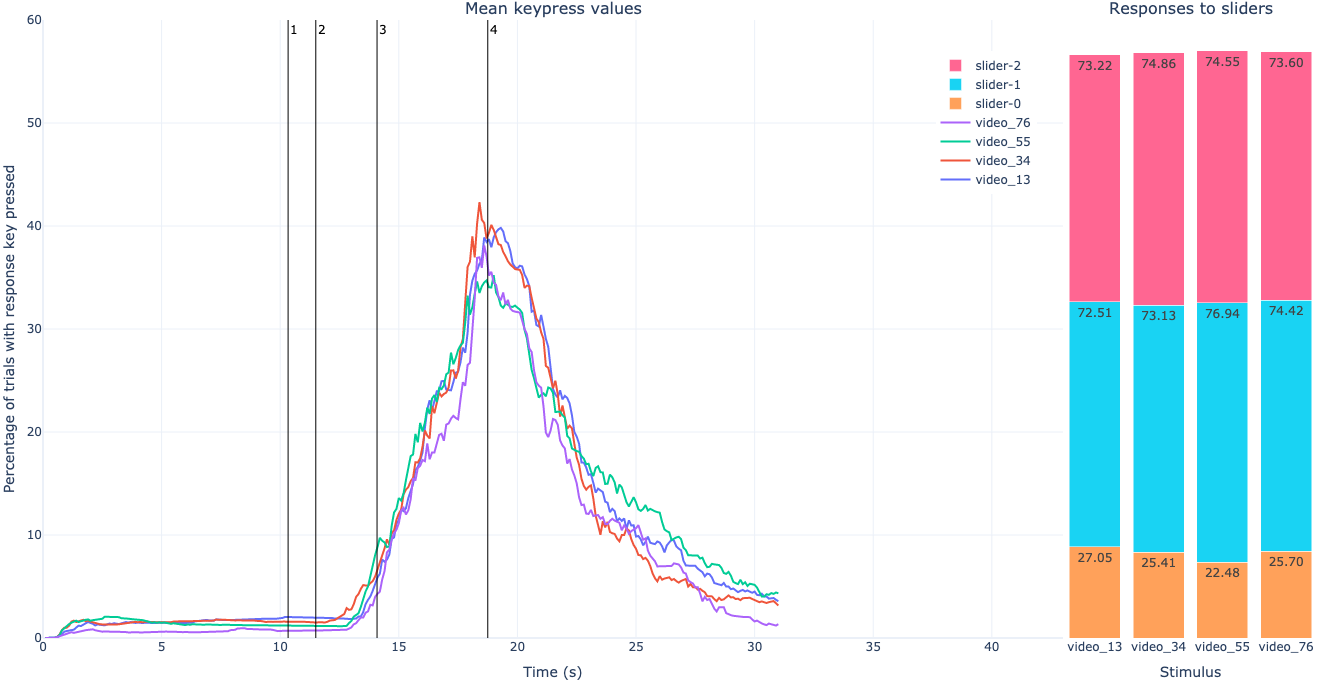 Mean keypress values
Responses to sliders
60
50
40
30
20
10
0
1
2
3
4
Percentage of trials with response key pressed
0
5
10
15
20
25
30
35
40
Time (s)
slider-2
slider-1
slider-0
video_76
video_55
video_34
video_13
73.22
74.86
74.55
73.60
72.51
73.13
76.94
74.42
27.05
25.41
22.48
25.70
video_13
video_34
video_55
video_76
Stimulus